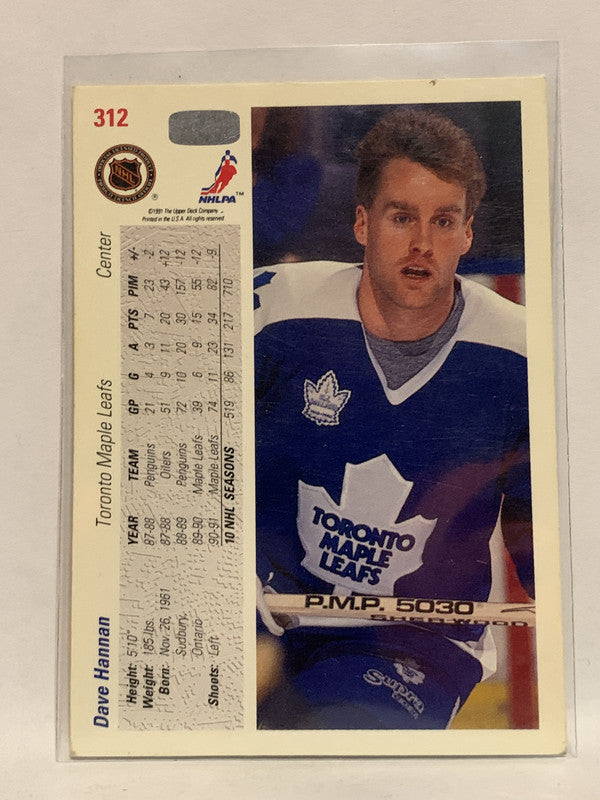 312
NHL
®
NHLPA™
©1991 The Upper Deck Company
Printed in the U.S.A. All rights reserved
Dave Hannan Toronto Maple Leafs Center
Height: 5'10"
Weight: 185 lbs.
Born: Nov. 26, 1961
Sudbury,
Ontario
Shoots: Left
YEAR TEAM GP G A PTS PIM +/-
87-88 Penguins 21 4 3 7 23 -2
87-88 Oilers 51 9 11 20 43 +12
88-89 Penguins 72 10 20 30 157 -12
89-90 Maple Leafs 39 6 9 15 55 -12
90-91 Maple Leafs 74 11 23 34 82 -9
10 NHL SEASONS 519 86 131 217 710
TORONTO
MAPLE
LEAFS
P.M.P. 5030
SHERWOOD
Supra